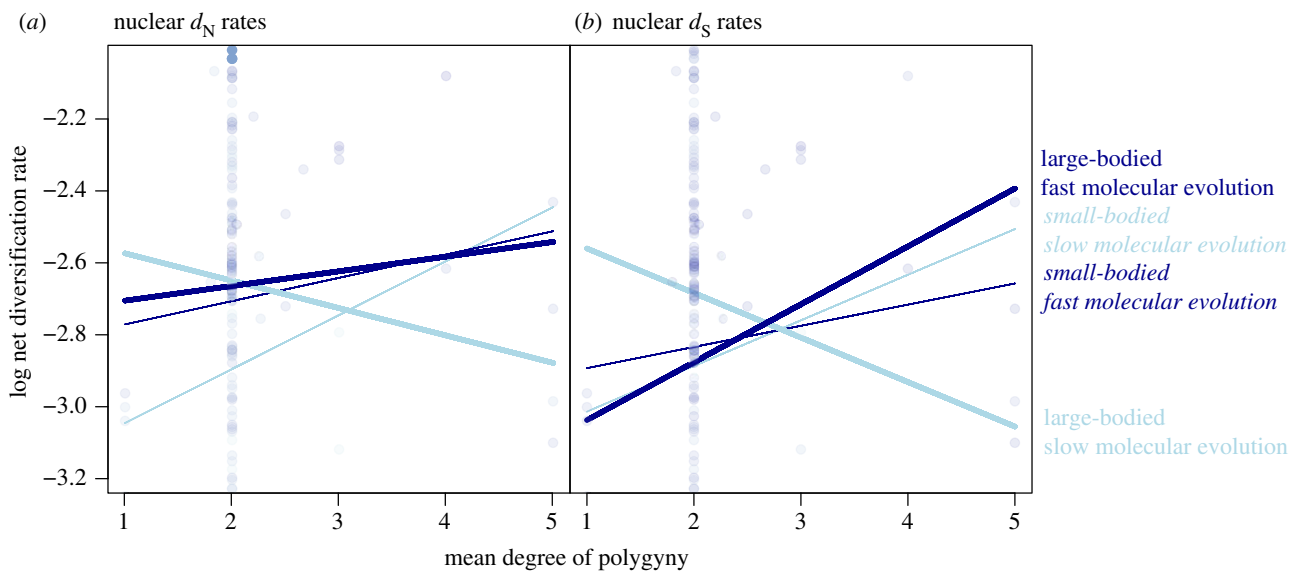 (a) nuclear dN rates
(b) nuclear dS rates
log net diversification rate
−2.2
−2.4
−2.6
−2.8
−3.0
−3.2
1 2 3 4 5
1 2 3 4 5
mean degree of polygyny
large-bodied
fast molecular evolution
small-bodied
slow molecular evolution
small-bodied
fast molecular evolution
large-bodied
slow molecular evolution